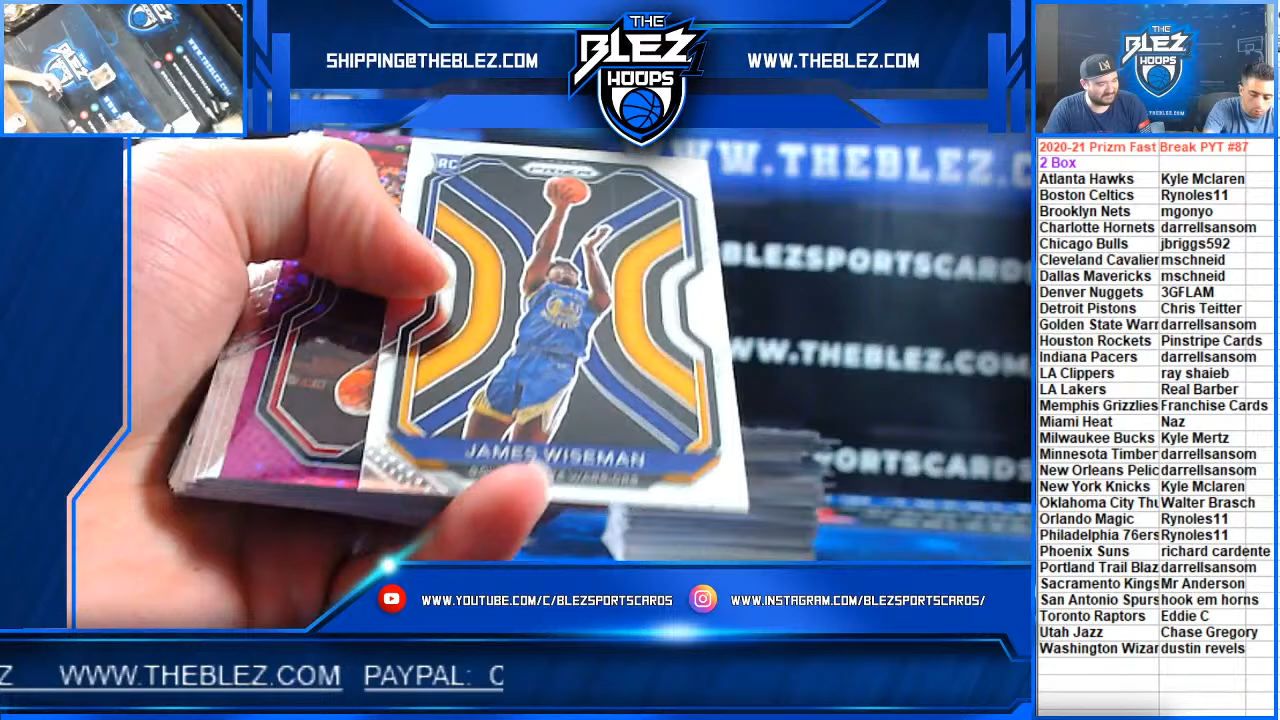 SHIPPING@THEBLEZ.COM
THE
BLEZ
HOOPS
WWW.THEBLEZ.COM
THE
BLEZ
WWW.THEBLEZ.C
BLEZSPORTSCARDS
WW.THEBLEZ.COM
ORTSCARDS
RC
PRIZM
JAMES WISEMAN
WARRIORS
WWW.YOUTUBE.COM/C/BLEZSPORTSCARDS
WWW.INSTAGRAM.COM/BLEZSPORTSCARDS/
Z WWW.THEBLEZ.COM PAYPAL: C
2020-21 Prizm Fast Break PYT #87
2 Box
Atlanta Hawks Kyle Mclaren
Boston Celtics Rynoles11
Brooklyn Nets mgonyo
Charlotte Hornets darrellsansom
Chicago Bulls jbriggs592
Cleveland Cavalier mschneid
Dallas Mavericks mschneid
Denver Nuggets 3GFLAM
Detroit Pistons Chris Teitter
Golden State Warr darrellsansom
Houston Rockets Pinstripe Cards
Indiana Pacers darrellsansom
LA Clippers ray shaieb
LA Lakers Real Barber
Memphis Grizzlies Franchise Cards
Miami Heat Naz
Milwaukee Bucks Kyle Mertz
Minnesota Timber darrellsansom
New Orleans Pelic darrellsansom
New York Knicks Kyle Mclaren
Oklahoma City Thu Walter Brasch
Orlando Magic Rynoles11
Philadelphia 76ers Rynoles11
Phoenix Suns richard cardente
Portland Trail Blaz darrellsansom
Sacramento Kings Mr Anderson
San Antonio Spurs hook em horns
Toronto Raptors Eddie C
Utah Jazz Chase Gregory
Washington Wizar dustin revels